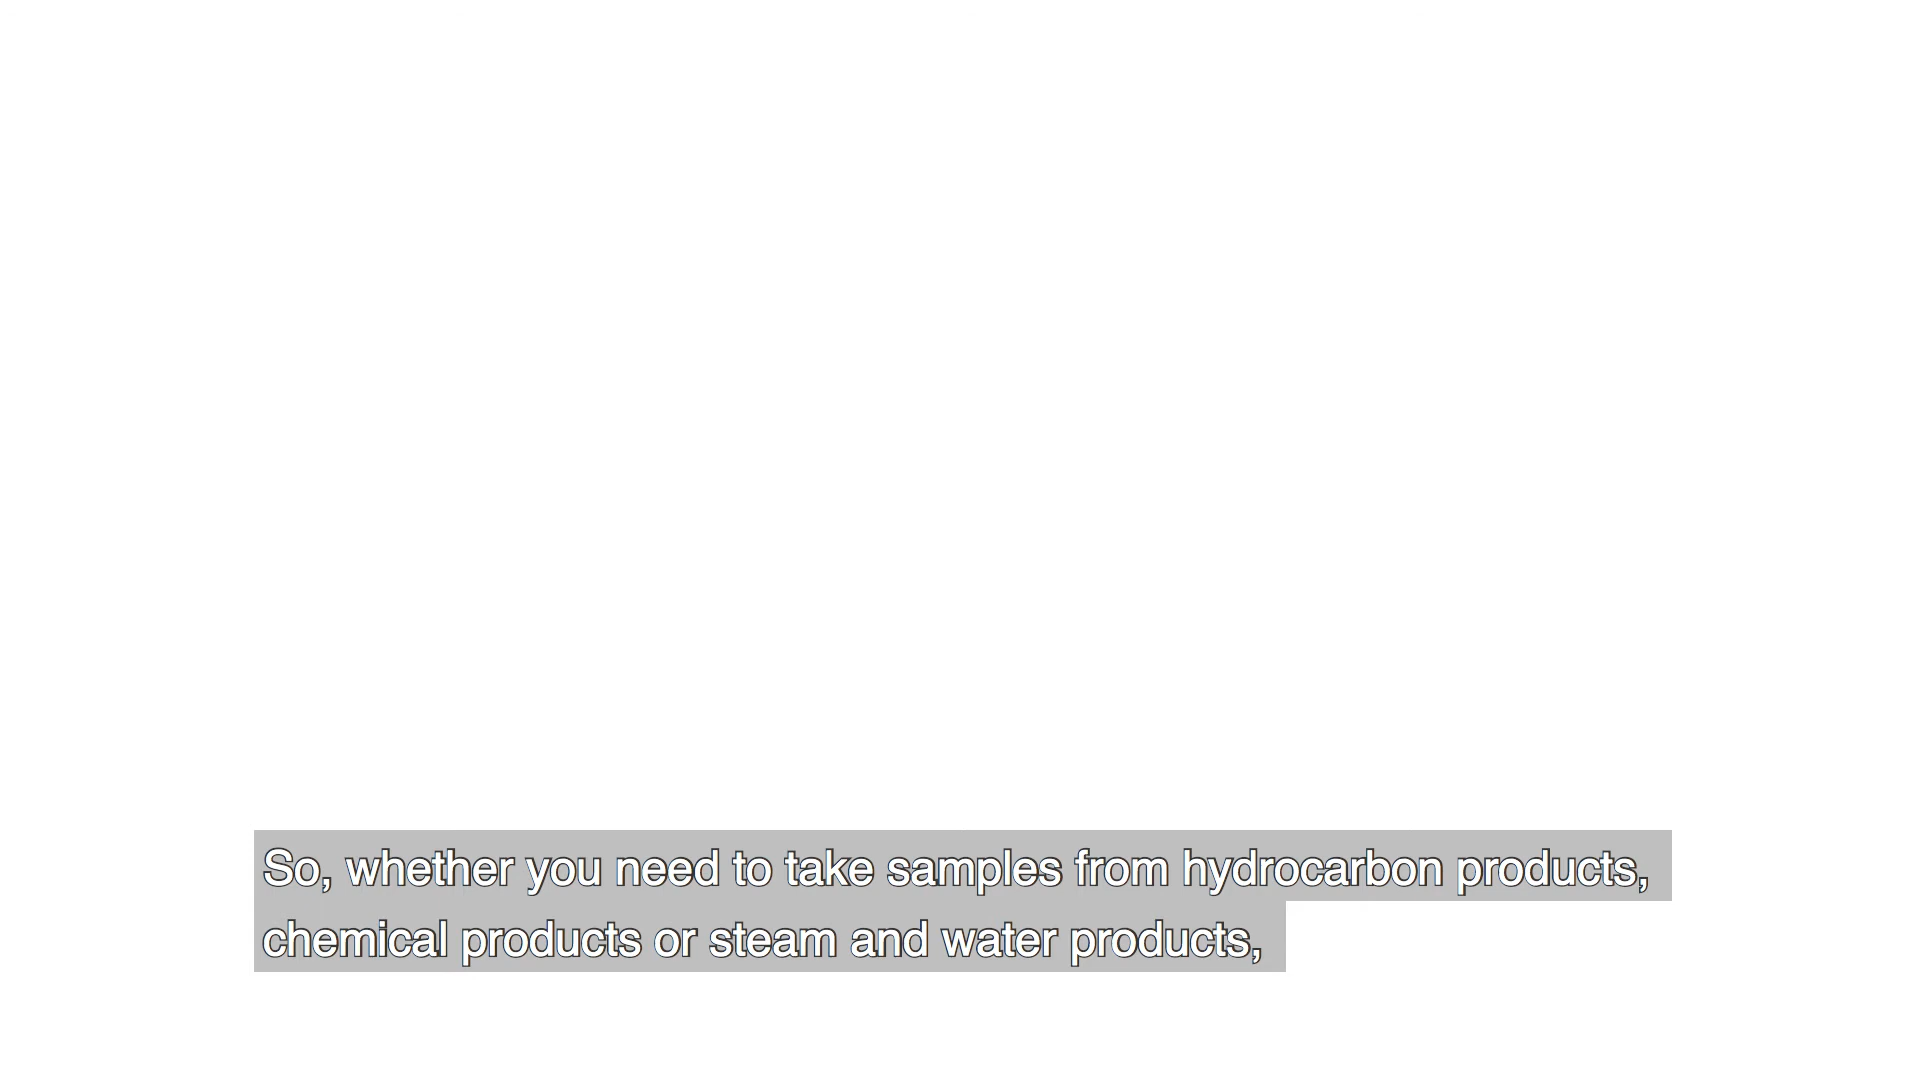 So, whether you need to take samples from hydrocarbon products,
chemical products or steam and water products,